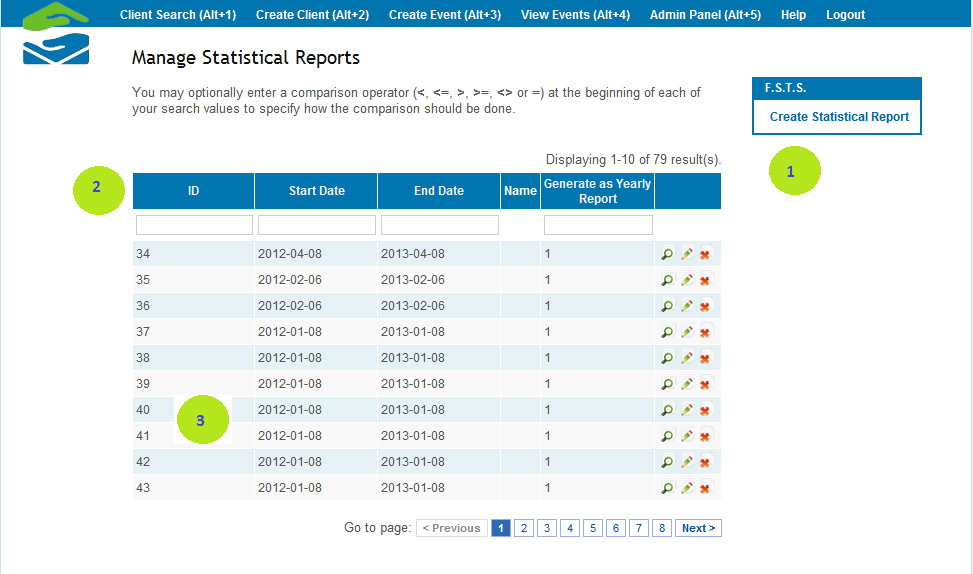 Client Search (Alt+1) Create Client (Alt+2) Create Event (Alt+3) View Events (Alt+4) Admin Panel (Alt+5) Help Logout
Manage Statistical Reports
You may optionally enter a comparison operator (<, <=, >, >=, <> or =) at the beginning of each of
your search values to specify how the comparison should be done.
F.S.T.S.
Create Statistical Report
1
Displaying 1-10 of 79 result(s).
2
ID Start Date End Date Name Generate as Yearly
Report
34 2012-04-08 2013-04-08 1
35 2012-02-06 2013-02-06 1
36 2012-02-06 2013-02-06 1
37 2012-01-08 2013-01-08 1
38 2012-01-08 2013-01-08 1
39 2012-01-08 2013-01-08 1
40 2012-01-08 2013-01-08 1
3
41 2012-01-08 2013-01-08 1
42 2012-01-08 2013-01-08 1
43 2012-01-08 2013-01-08 1
Go to page: < Previous 1 2 3 4 5 6 7 8 Next >